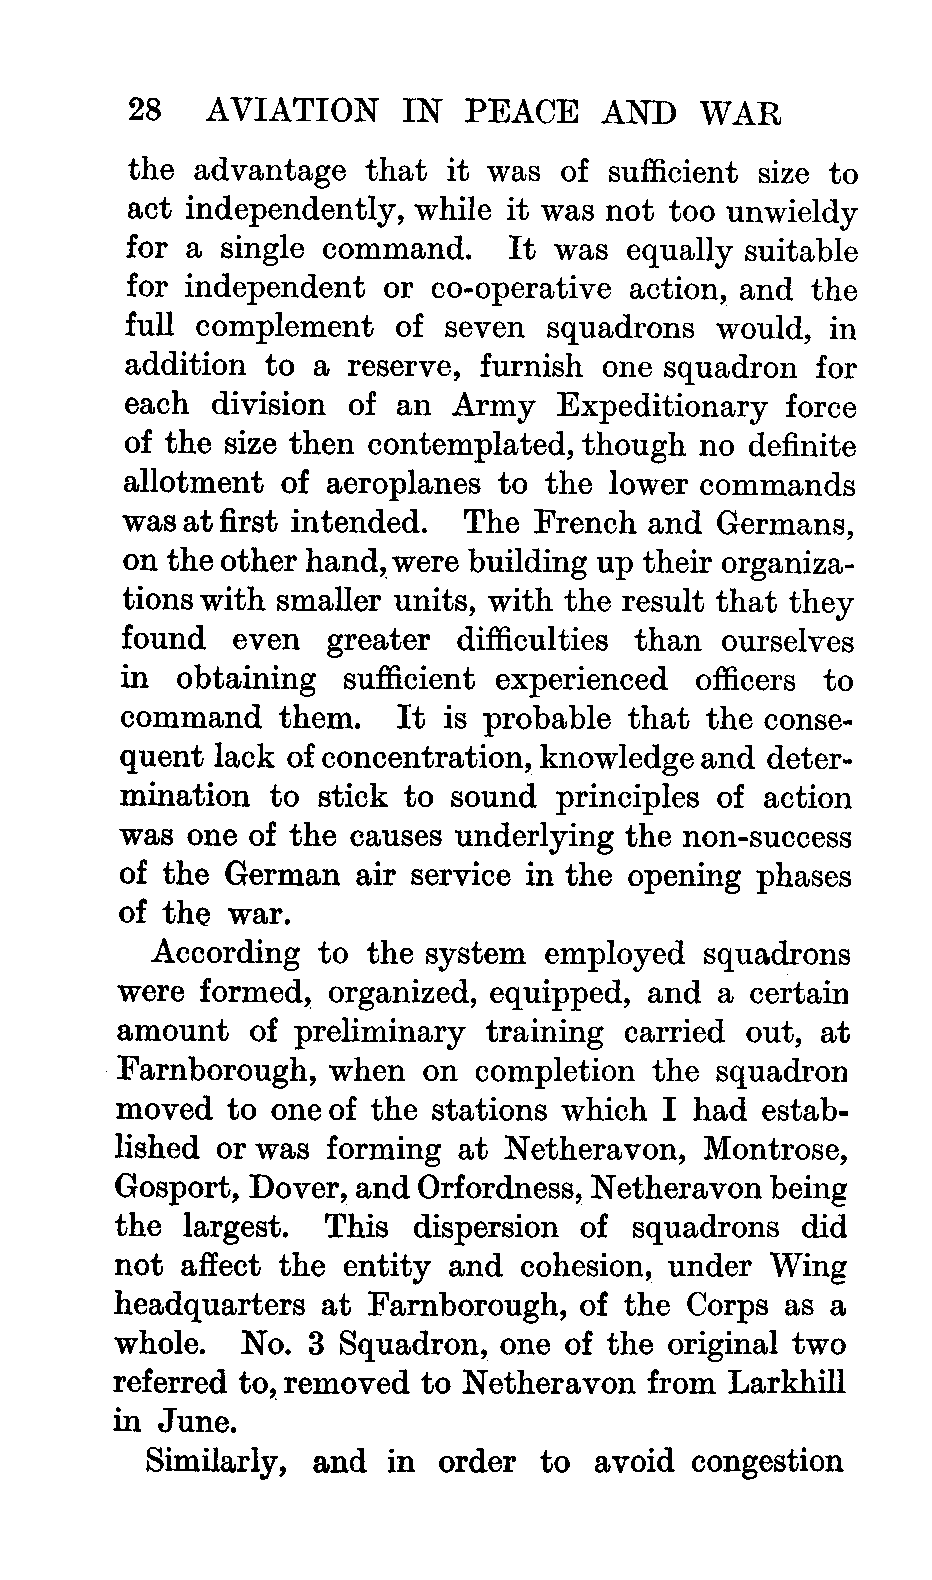 28 AVIATION IN PEACE AND WAR
the advantage that it was of sufficient size to
act independently, while it was not too unwieldy
for a single command. It was equally suitable
for independent or co-operative action, and the
full complement of seven squadrons would, in
addition to a reserve, furnish one squadron for
each division of an Army Expeditionary force
of the size then contemplated, though no definite
allotment of aeroplanes to the lower commands
was at first intended. The French and Germans,
on the other hand, were building up their organiza-
tions with smaller units, with the result that they
found even greater difficulties than ourselves
in obtaining sufficient experienced officers to
command them. It is probable that the conse-
quent lack of concentration, knowledge and deter-
mination to stick to sound principles of action
was one of the causes underlying the non-success
of the German air service in the opening phases
of the war.
According to the system employed squadrons
were formed, organized, equipped, and a certain
amount of preliminary training carried out, at
Farnborough, when on completion the squadron
moved to one of the stations which I had estab-
lished or was forming at Netheravon, Montrose,
Gosport, Dover, and Orfordness, Netheravon being
the largest. This dispersion of squadrons did
not affect the entity and cohesion, under Wing
headquarters at Farnborough, of the Corps as a
whole. No. 3 Squadron, one of the original two
referred to, removed to Netheravon from Larkhill
in June.
Similarly, and in order to avoid congestion